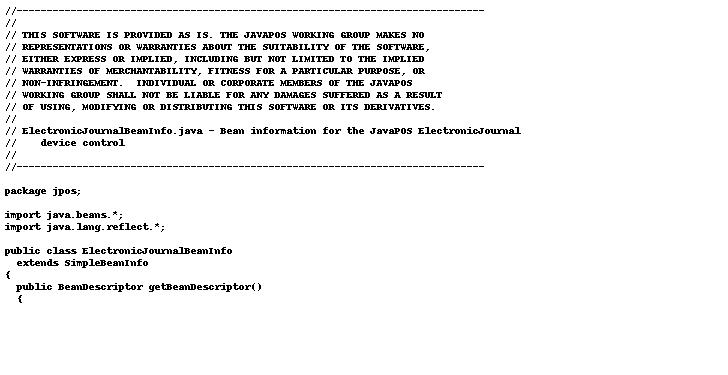 //------------------------------------------------------------------------------
//
// THIS SOFTWARE IS PROVIDED AS IS. THE JAVAPOS WORKING GROUP MAKES NO
// REPRESENTATIONS OR WARRANTIES ABOUT THE SUITABILITY OF THE SOFTWARE,
// EITHER EXPRESS OR IMPLIED, INCLUDING BUT NOT LIMITED TO THE IMPLIED
// WARRANTIES OF MERCHANTABILITY, FITNESS FOR A PARTICULAR PURPOSE, OR
// NON-INFRINGEMENT.  INDIVIDUAL OR CORPORATE MEMBERS OF THE JAVAPOS
// WORKING GROUP SHALL NOT BE LIABLE FOR ANY DAMAGES SUFFERED AS A RESULT
// OF USING, MODIFYING OR DISTRIBUTING THIS SOFTWARE OR ITS DERIVATIVES.
//
// ElectronicJournalBeanInfo.java - Bean information for the JavaPOS ElectronicJournal
//    device control
//
//------------------------------------------------------------------------------

package jpos;

import java.beans.*;
import java.lang.reflect.*;

public class ElectronicJournalBeanInfo
  extends SimpleBeanInfo
{
  public BeanDescriptor getBeanDescriptor()
  {